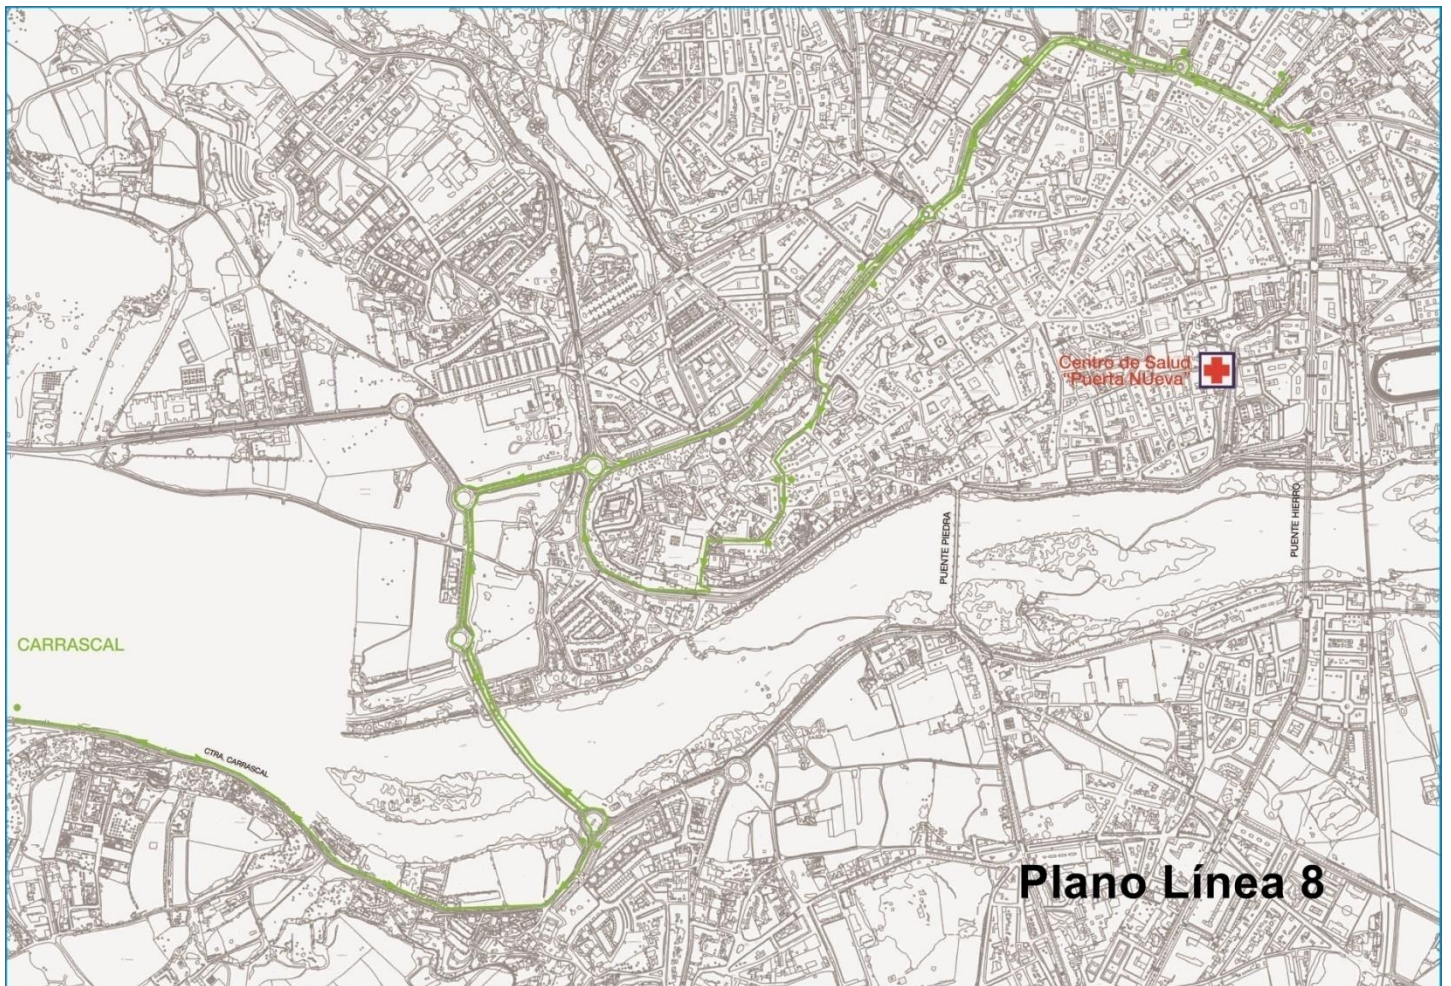 Centro de Salud
"Puerta NUeva"
PUENTE PIEDRA
PUENTE HIERRO
CARRASCAL
CTRA. CARRASCAL
Plano Línea 8